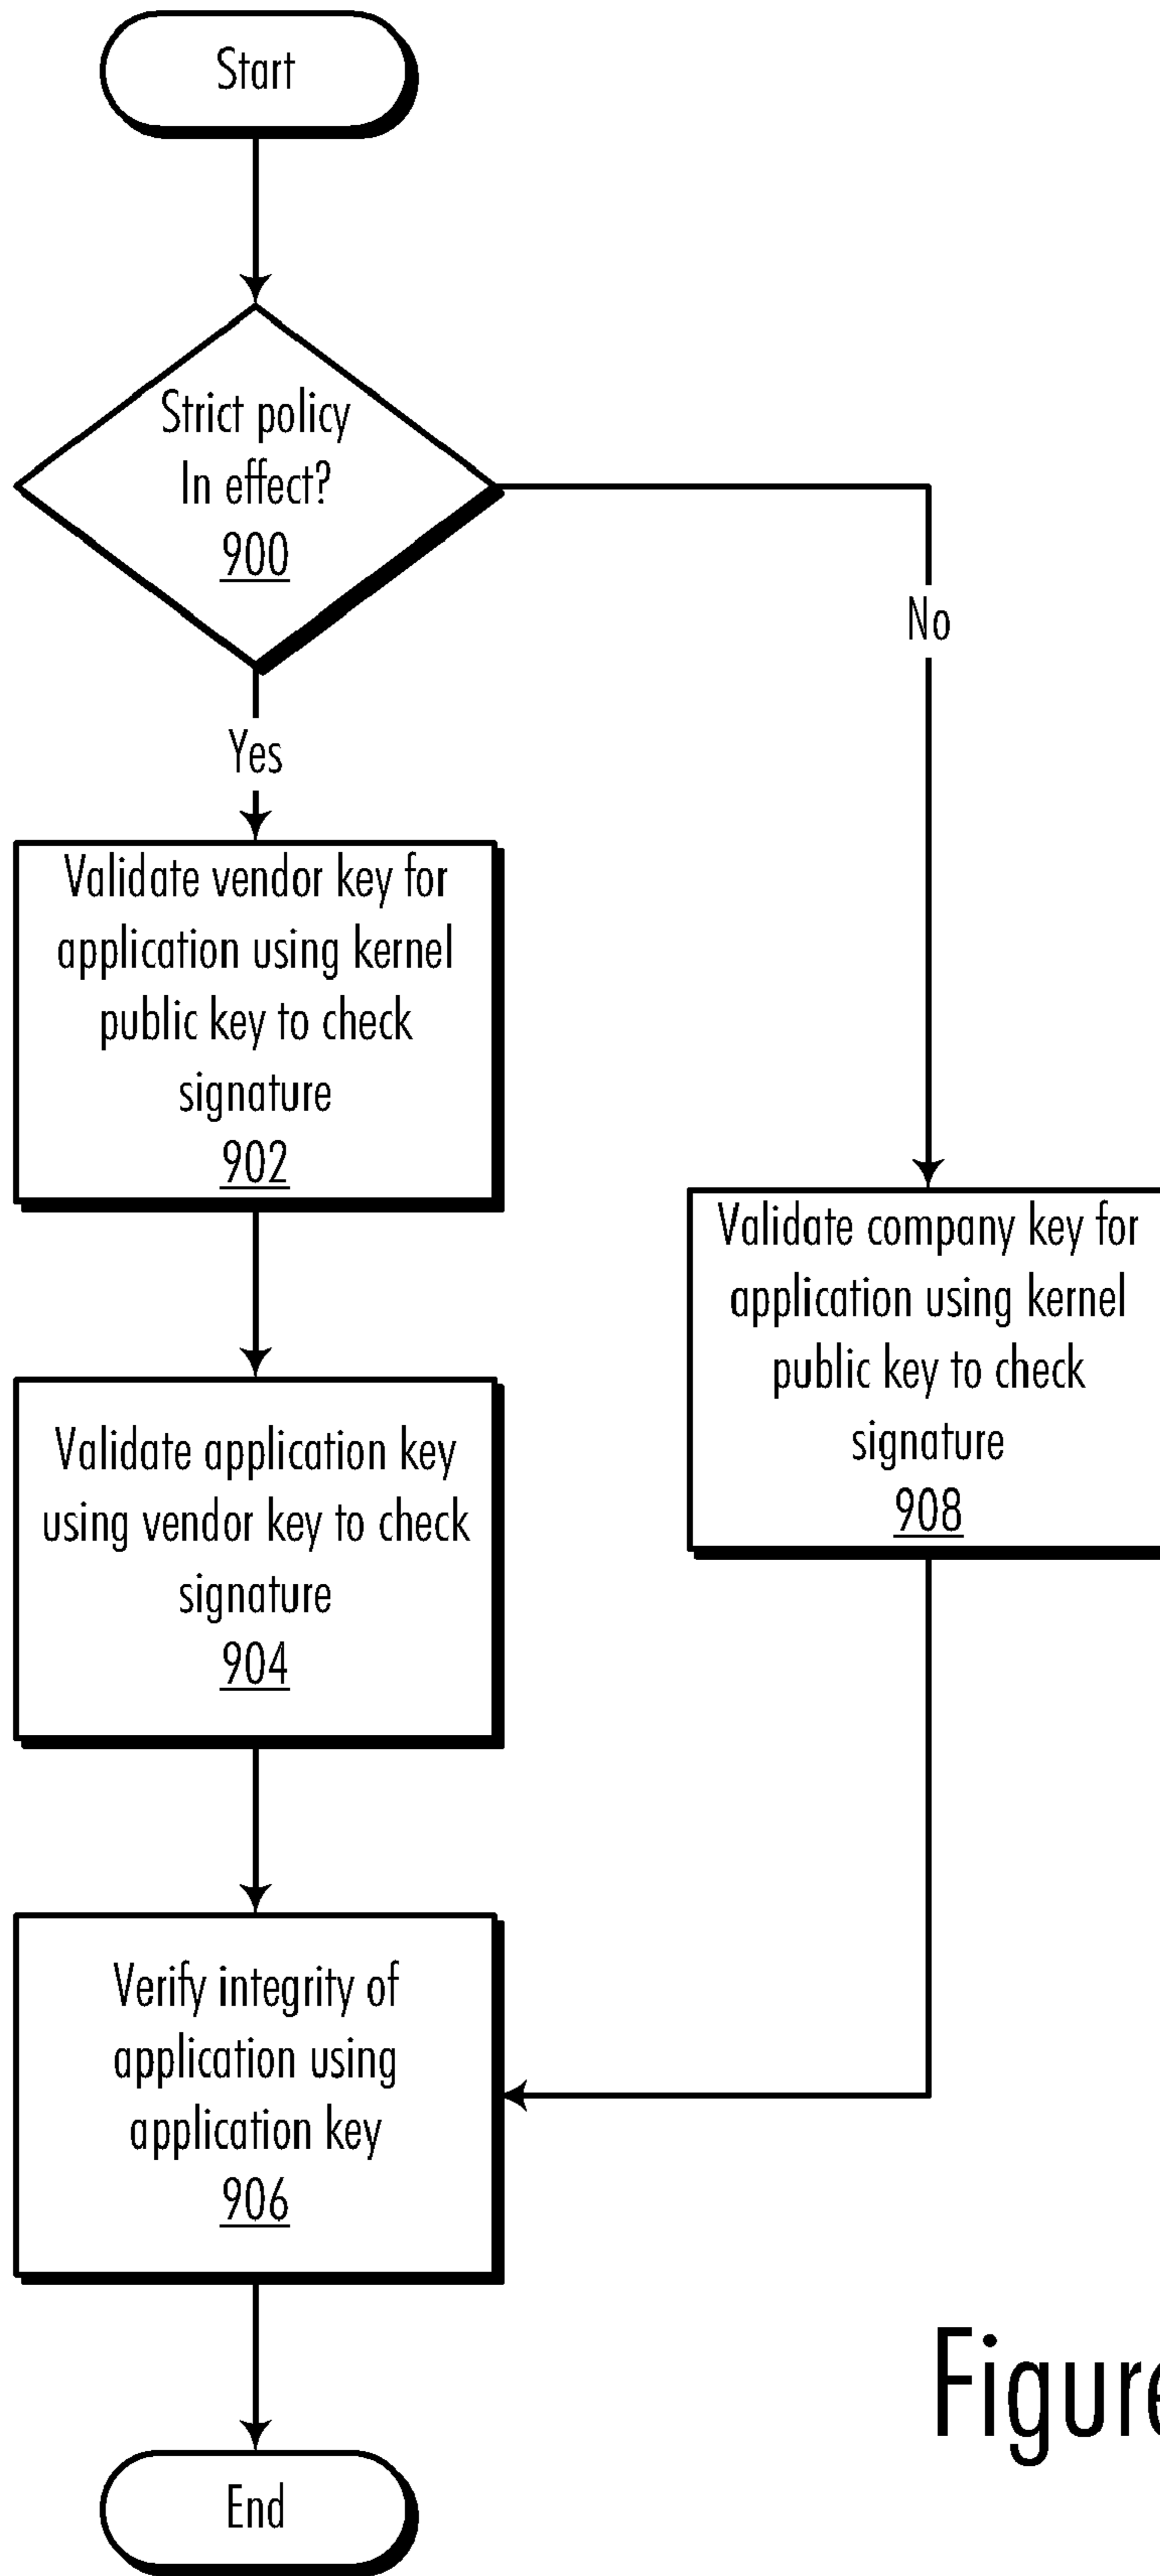 Start
Strict policy
In effect?
900
No
Yes
Validate vendor key for
application using kernel
public key to check
signature
902
Validate company key for
application using kernel
public key to check
signature
908
Validate application key
using vendor key to check
signature
904
Verify integrity of
application using
application key
906
Figure
End